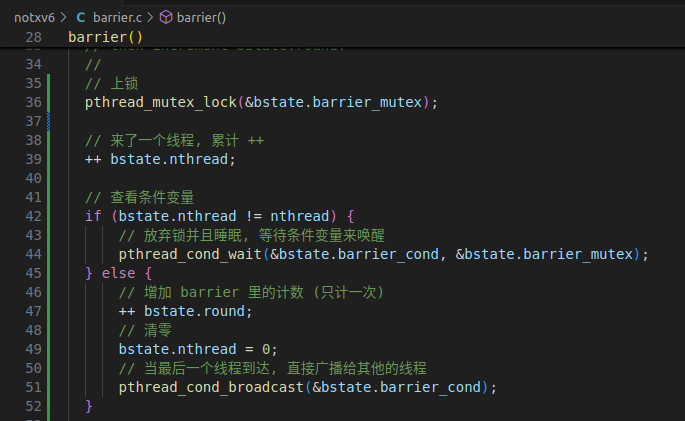 notxv6 > C barrier.c > barrier()
28 barrier()
34 //
35 // 上锁
36 pthread_mutex_lock(&bstate.barrier_mutex);
37
38 // 来了一个线程, 累计 ++
39 ++ bstate.nthread;
40
41 // 查看条件变量
42 if (bstate.nthread != nthread) {
43 // 放弃锁并且睡眠, 等待条件变量来唤醒
44 pthread_cond_wait(&bstate.barrier_cond, &bstate.barrier_mutex);
45 } else {
46 // 增加 barrier 里的计数 (只计一次)
47 ++ bstate.round;
48 // 清零
49 bstate.nthread = 0;
50 // 当最后一个线程到达, 直接广播给其他的线程
51 pthread_cond_broadcast(&bstate.barrier_cond);
52 }